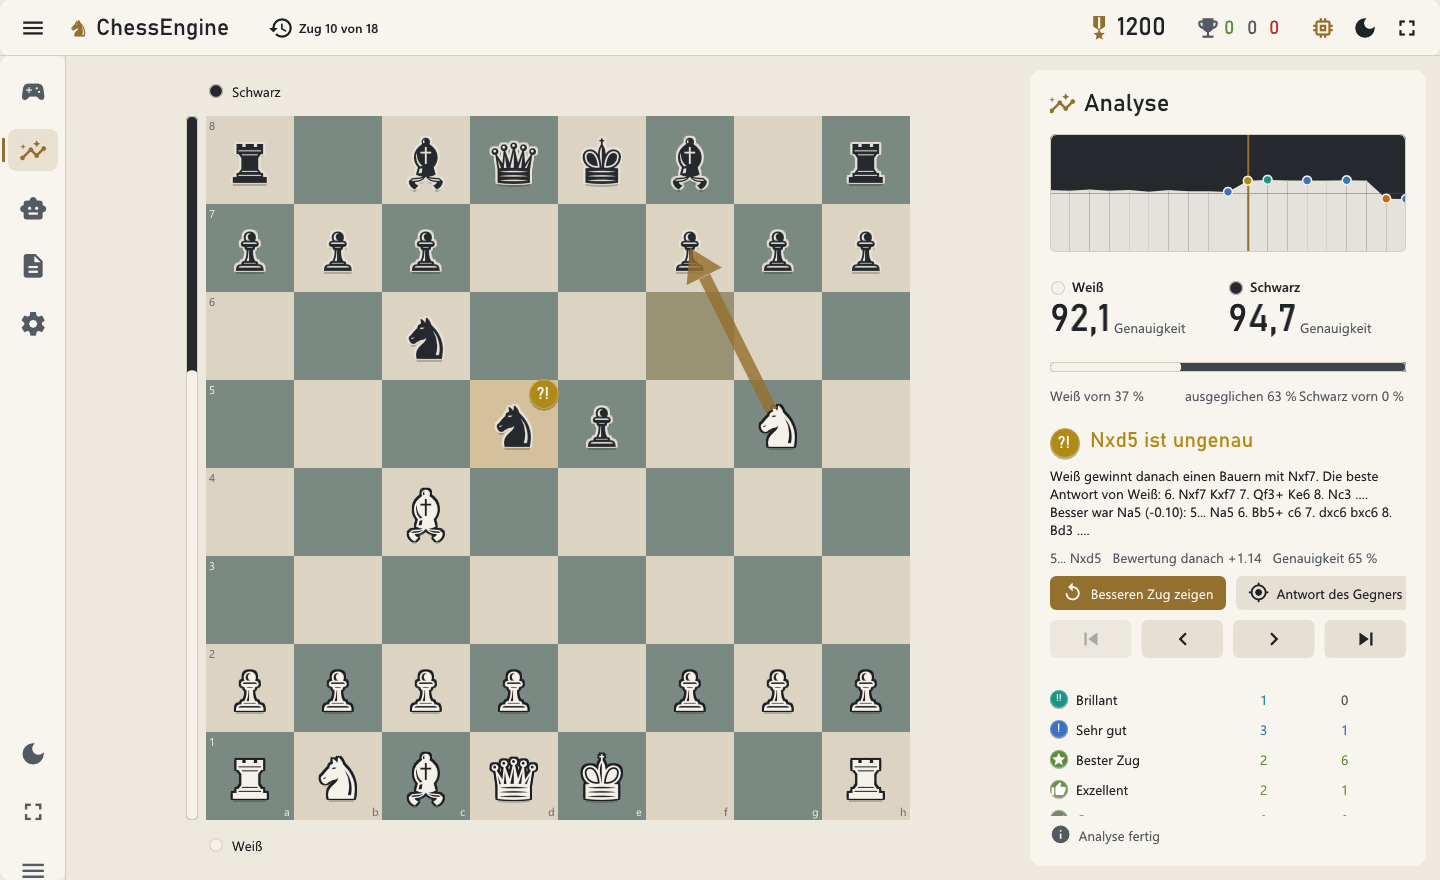 ChessEngine
Zug 10 von 18
1200
0 0 0
Schwarz
8
7
6
5
4
3
2
1
a b c d e f g h
?!
Weiß
Analyse
Weiß
92,1 Genauigkeit
Schwarz
94,7 Genauigkeit
Weiß vorn 37 % ausgeglichen 63 % Schwarz vorn 0 %
?! Nxd5 ist ungenau
Weiß gewinnt danach einen Bauern mit Nxf7. Die beste
Antwort von Weiß: 6. Nxf7 Kxf7 7. Qf3+ Ke6 8. Nc3 ....
Besser war Na5 (-0.10): 5... Na5 6. Bb5+ c6 7. dxc6 bxc6 8.
Bd3 ....
5... Nxd5 Bewertung danach +1.14 Genauigkeit 65 %
Besseren Zug zeigen
Antwort des Gegners
!! Brillant 1 0
! Sehr gut 3 1
Bester Zug 2 6
Exzellent 2 1
Analyse fertig